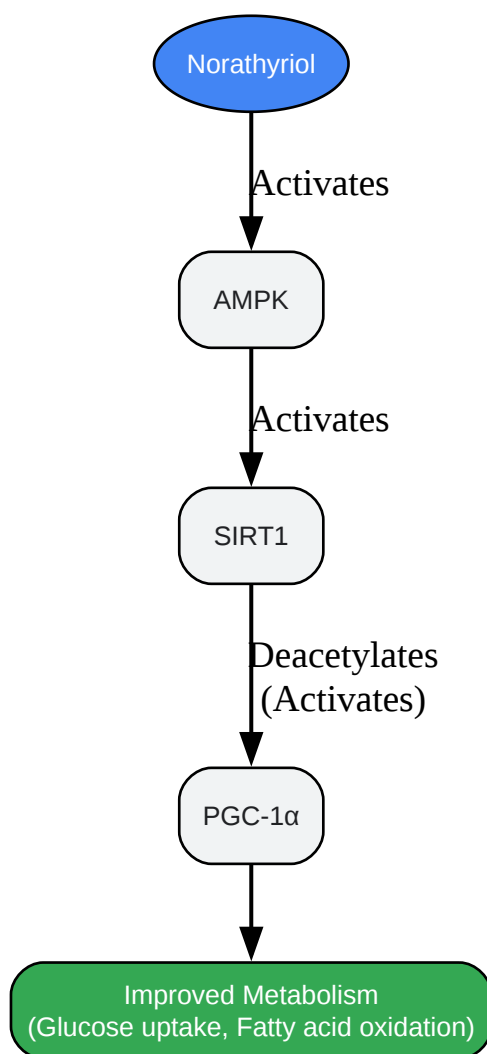 Norathyriol
Activates
AMPK
Activates
SIRT1
Deacetylates
(Activates)
PGC-1α
Improved Metabolism
(Glucose uptake, Fatty acid oxidation)